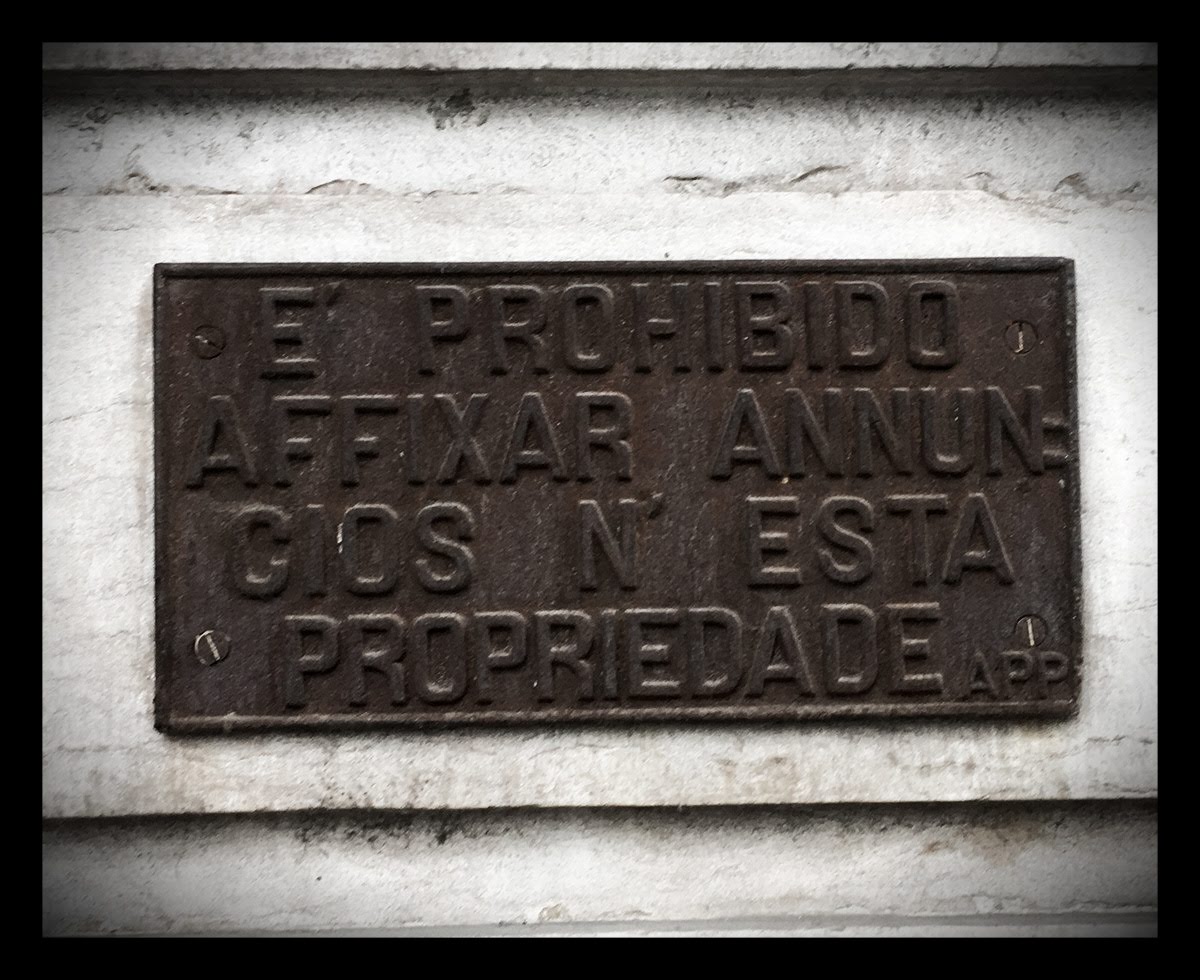 E' PROHIBIDO
AFFIXAR ANNUN=
CIOS N' ESTA
PROPRIEDADE APP